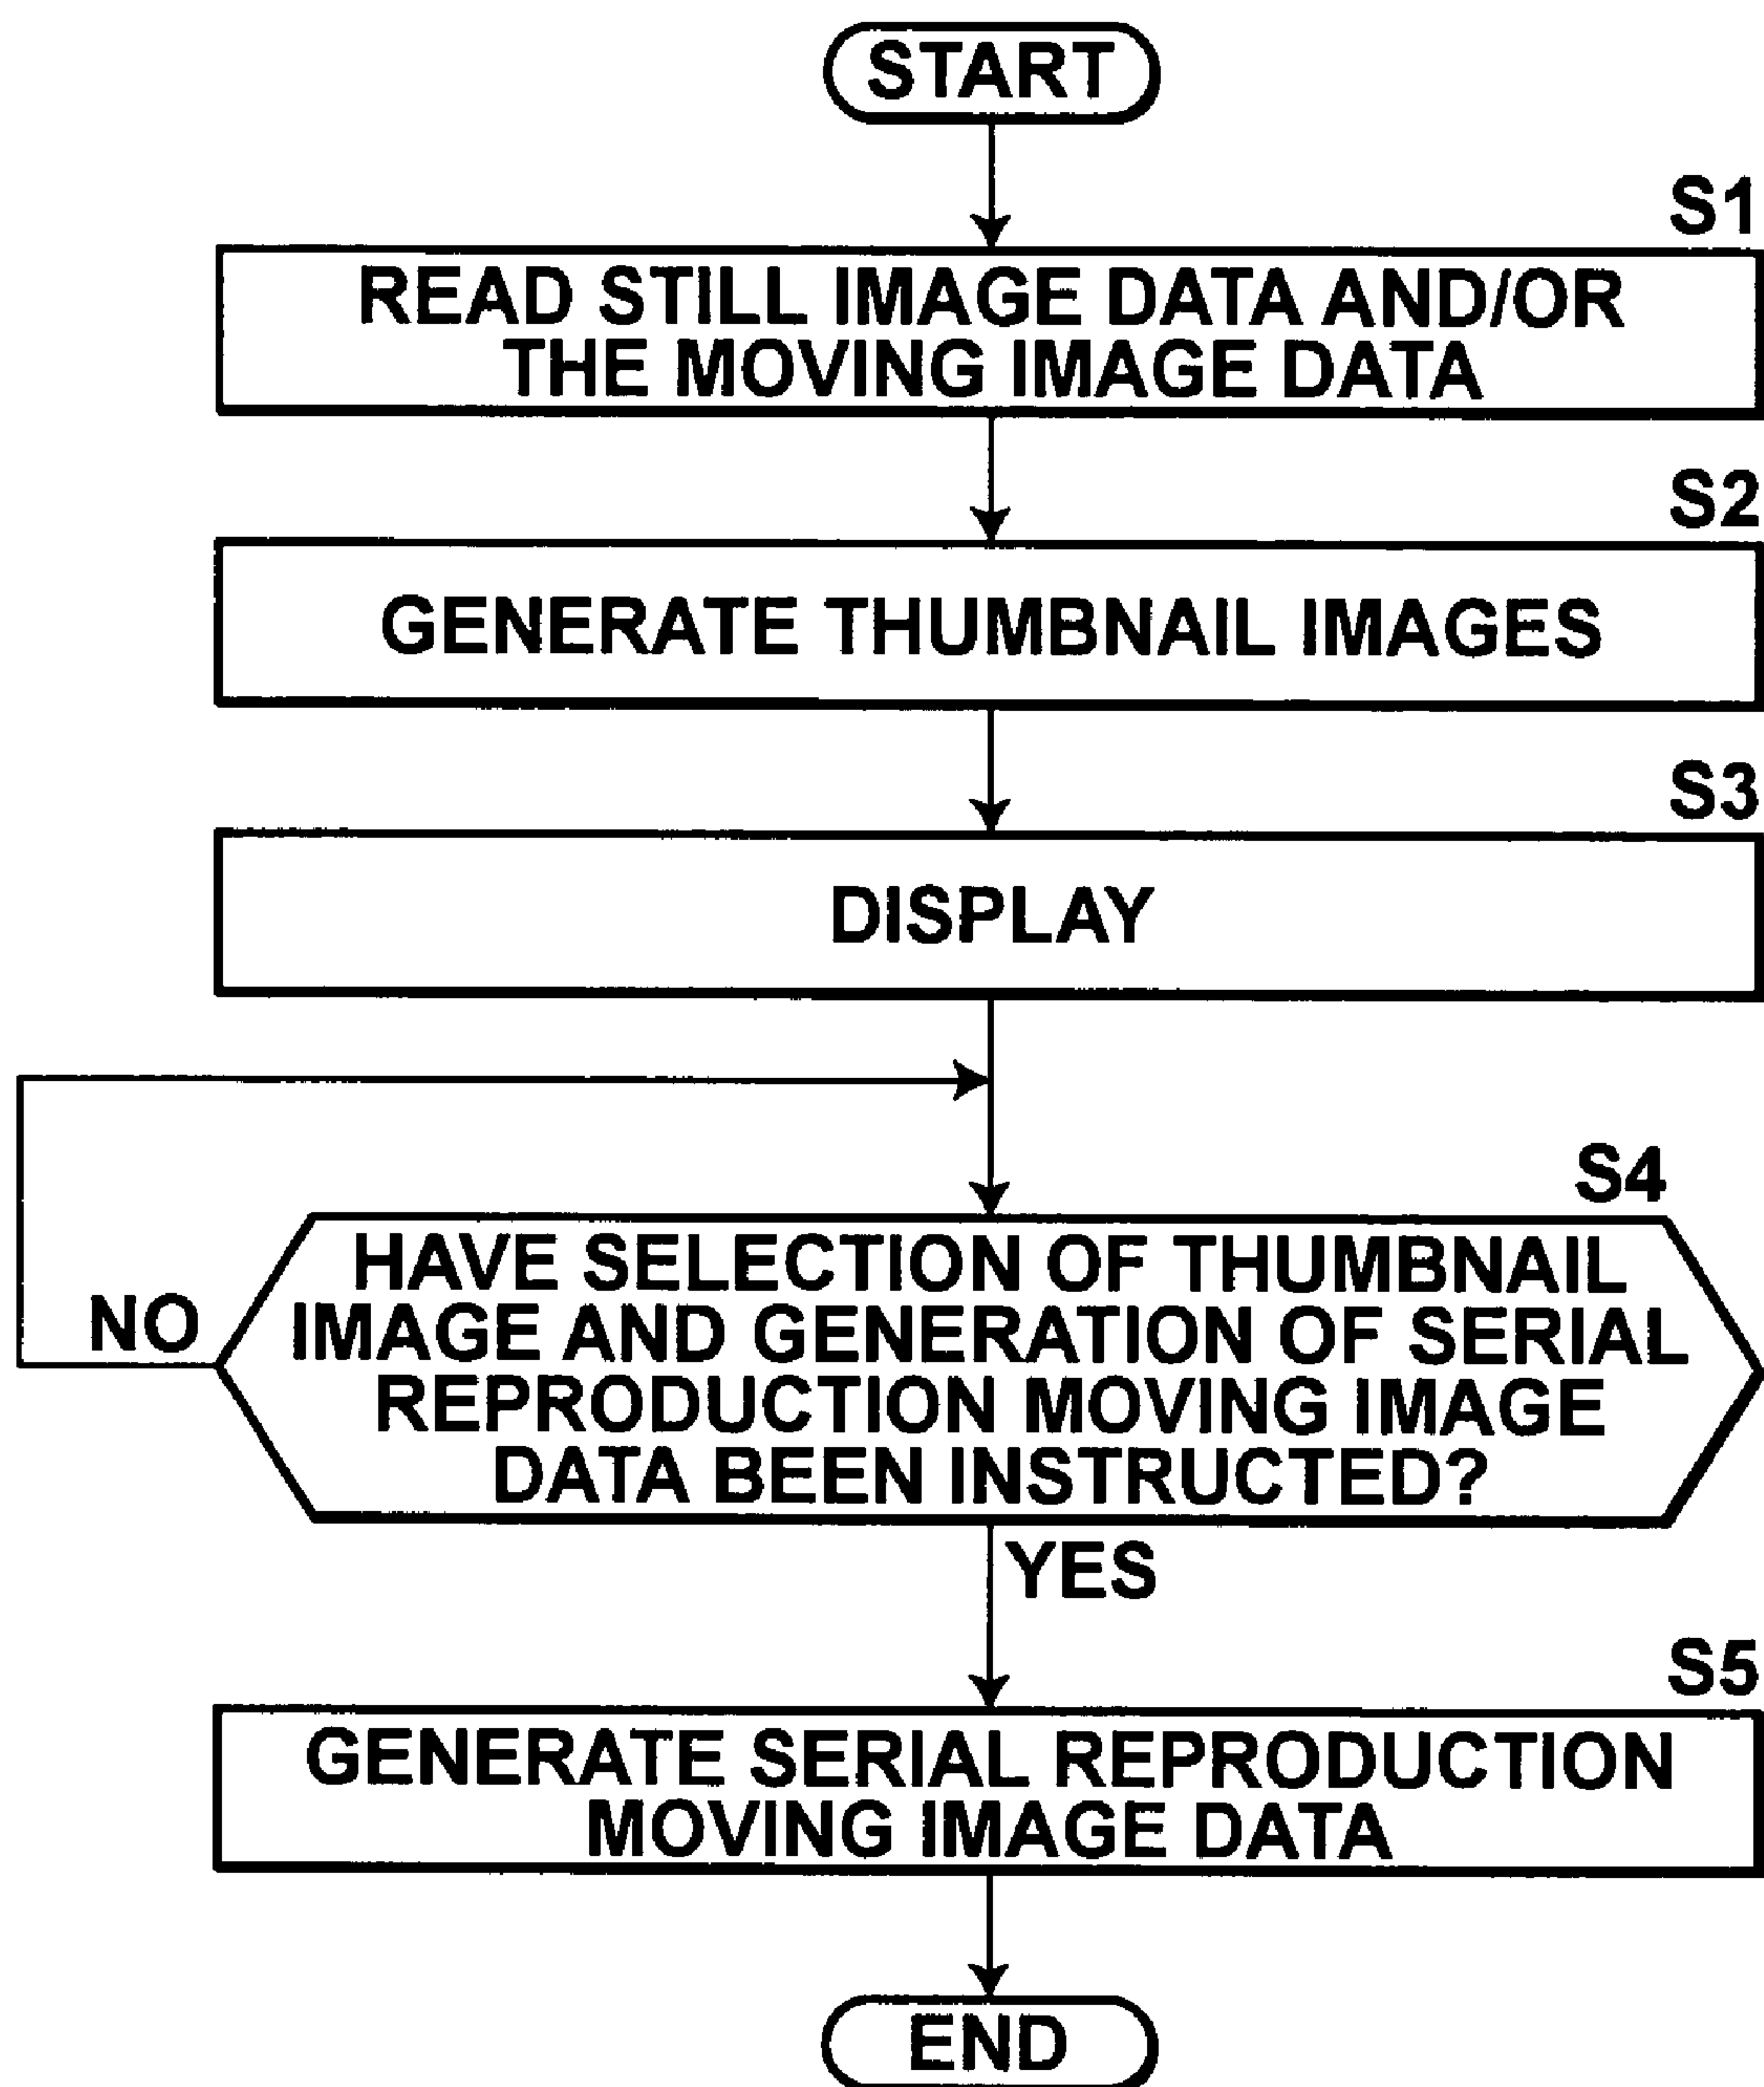 START
S1
READ STILL IMAGE DATA AND/OR
THE MOVING IMAGE DATA
S2
GENERATE THUMBNAIL IMAGES
S3
DISPLAY
S4
HAVE SELECTION OF THUMBNAIL
IMAGE AND GENERATION OF SERIAL
REPRODUCTION MOVING IMAGE
DATA BEEN INSTRUCTED?
NO
YES
S5
GENERATE SERIAL REPRODUCTION
MOVING IMAGE DATA
END